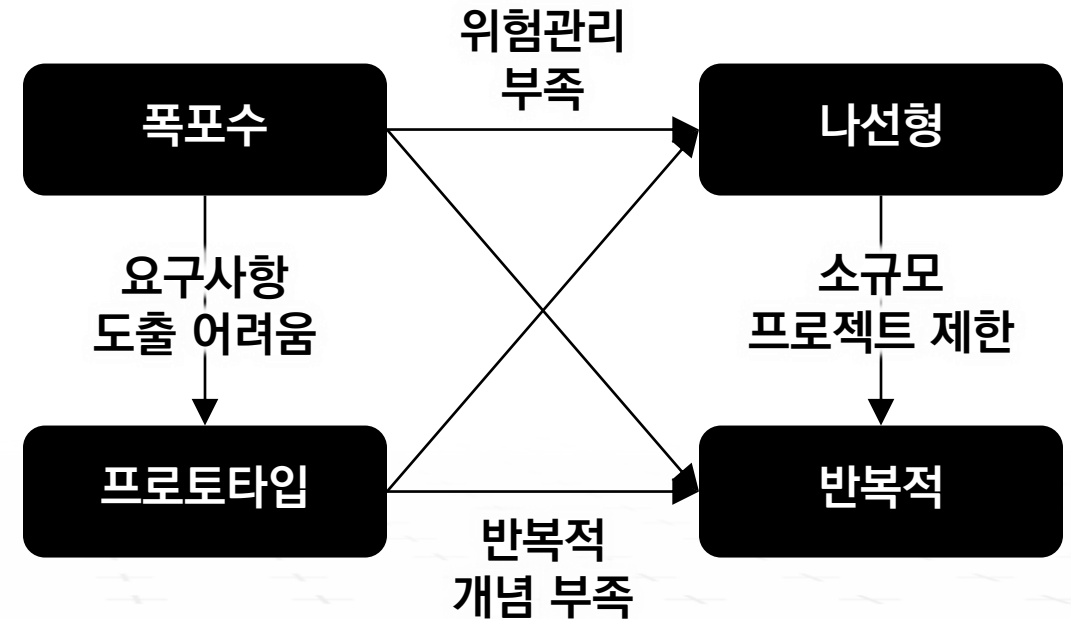 위험관리
부족
폭포수
나선형
요구사항
도출 어려움
소규모
프로젝트 제한
프로토타입
반복적
반복적
개념 부족